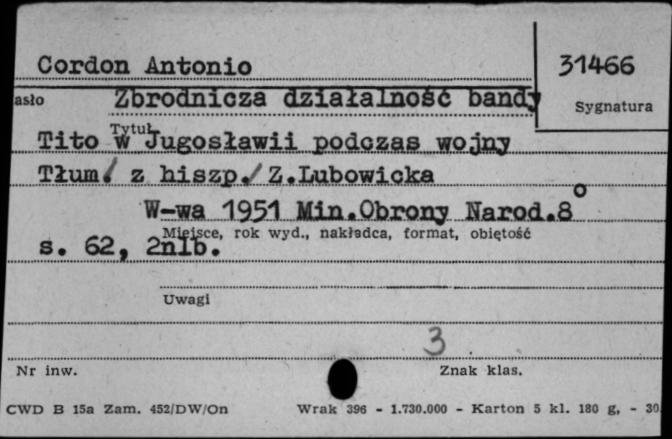 Cordon Antonio
31466
asło
Zbrodnicza działalność bandy
Sygnatura
Tytuł
Tito w Jugosławii podczas wojny
Tłum/ z hiszp./ Z.Lubowicka
W-wa 1951 Min.Obrony Narod.8°
Miejsce, rok wyd., nakładca, format, obiętość
s. 62, 2nlb.
Uwagi
3
Nr inw.
Znak klas.
CWD B 15a Zam. 452/DW/On Wrak 396 - 1.730.000 - Karton 5 kl. 180 g, - 30